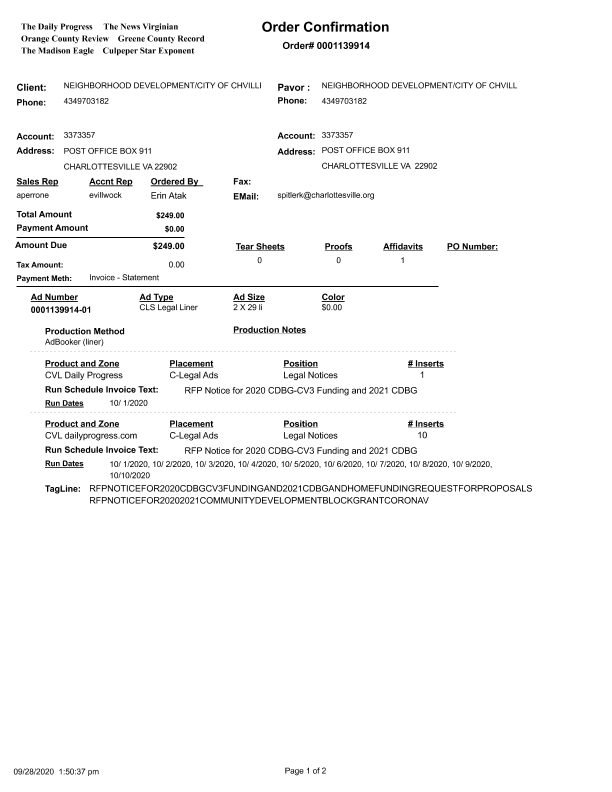 The Daily Progress The News Virginian
Orange County Review Greene County Record
The Madison Eagle Culpeper Star Exponent
Order Confirmation
Order# 0001139914
Client: NEIGHBORHOOD DEVELOPMENT/CITY OF CHVILLI
Phone: 4349703182
Account: 3373357
Address: POST OFFICE BOX 911
CHARLOTTESVILLE VA 22902
Payor : NEIGHBORHOOD DEVELOPMENT/CITY OF CHVILL
Phone: 4349703182
Account: 3373357
Address: POST OFFICE BOX 911
CHARLOTTESVILLE VA 22902
Sales Rep Accnt Rep Ordered By
aperrone evillwock Erin Atak
Fax:
EMail: spitlerk@charlottesville.org
Total Amount $249.00
Payment Amount $0.00
Amount Due $249.00
Tear Sheets Proofs Affidavits PO Number:
0 0 1
Tax Amount: 0.00
Payment Meth: Invoice - Statement
Ad Number Ad Type Ad Size Color
0001139914-01 CLS Legal Liner 2 X 29 li $0.00
Production Method Production Notes
AdBooker (liner)
Product and Zone Placement Position # Inserts
CVL Daily Progress C-Legal Ads Legal Notices 1
Run Schedule Invoice Text: RFP Notice for 2020 CDBG-CV3 Funding and 2021 CDBG
Run Dates 10/ 1/2020
Product and Zone Placement Position # Inserts
CVL dailyprogress.com C-Legal Ads Legal Notices 10
Run Schedule Invoice Text: RFP Notice for 2020 CDBG-CV3 Funding and 2021 CDBG
Run Dates 10/ 1/2020, 10/ 2/2020, 10/ 3/2020, 10/ 4/2020, 10/ 5/2020, 10/ 6/2020, 10/ 7/2020, 10/ 8/2020, 10/ 9/2020,
10/10/2020
TagLine: RFPNOTICEFOR2020CDBGCV3FUNDINGAND2021CDBGANDHOMEFUNDINGREQUESTFORPROPOSALS
RFPNOTICEFOR20202021COMMUNITYDEVELOPMENTBLOCKGRANTCORONAV
09/28/2020 1:50:37 pm
Page 1 of 2